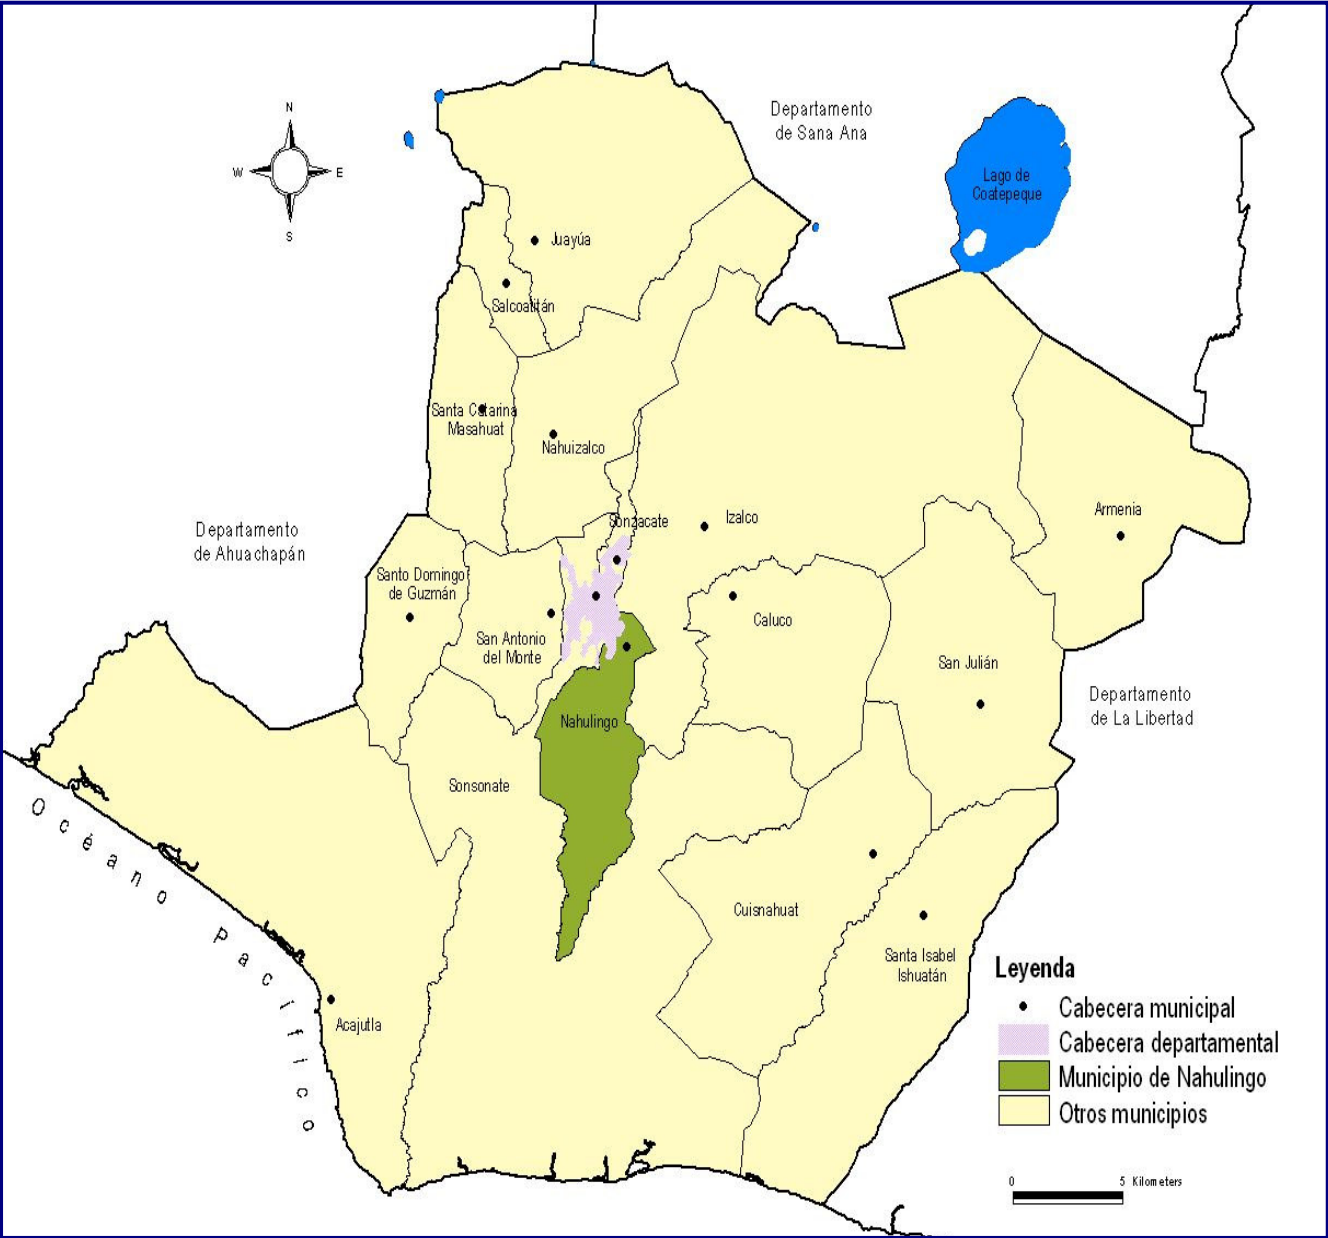 N
W
E
S
Departamento
de Sana Ana
Lago de
Coatepeque
Juayúa
Salcoatitán
Santa Catarina
Masahuat
Nahuizalco
Sonzacate
Izalco
Armenia
Departamento
de Ahuachapán
Santo Domingo
de Guzmán
San Antonio
del Monte
Caluco
San Julián
Departamento
de La Libertad
Nahulingo
Sonsonate
Océano Pacífico
Cuisnahuat
Santa Isabel
Ishuatán
Acajutla
Leyenda
Cabecera municipal
Cabecera departamental
Municipio de Nahulingo
Otros municipios
0 5 Kilometers